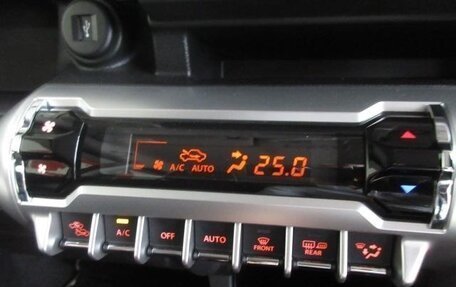 A/C AUTO 25.0
A/C OFF AUTO FRONT REAR